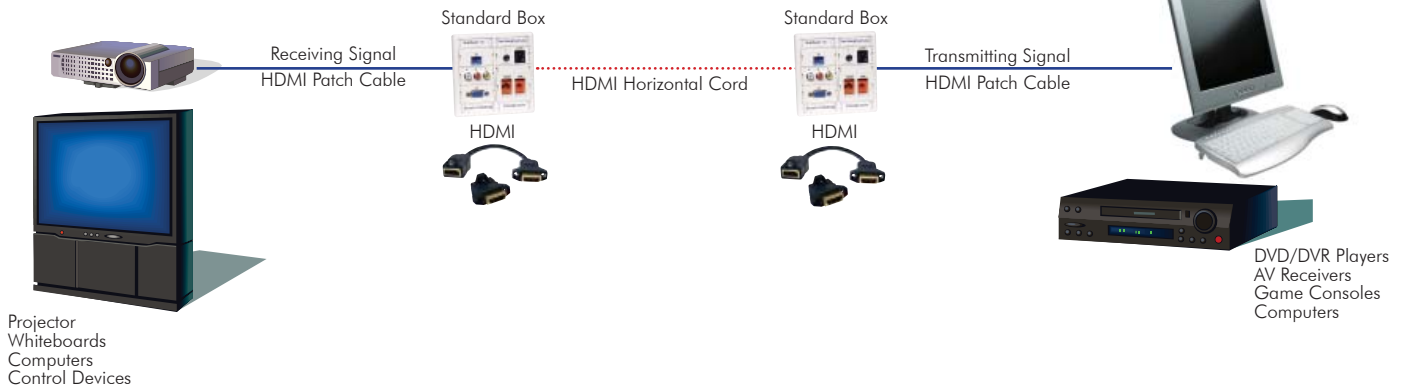 Standard Box
Standard Box
Receiving Signal
HDMI Patch Cable
HDMI Horizontal Cord
Transmitting Signal
HDMI Patch Cable
HDMI
HDMI
DVD/DVR Players
AV Receivers
Game Consoles
Computers
Projector
Whiteboards
Computers
Control Devices